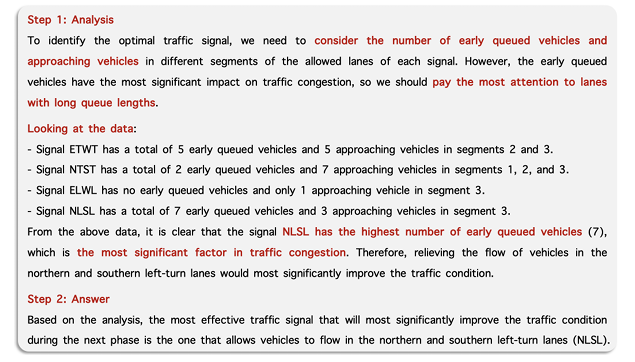 Step 1: Analysis
To identify the optimal traffic signal, we need to consider the number of early queued vehicles and
approaching vehicles in different segments of the allowed lanes of each signal. However, the early queued
vehicles have the most significant impact on traffic congestion, so we should pay the most attention to lanes
with long queue lengths.
Looking at the data:
- Signal ETWT has a total of 5 early queued vehicles and 5 approaching vehicles in segments 2 and 3.
- Signal NTST has a total of 2 early queued vehicles and 7 approaching vehicles in segments 1, 2, and 3.
- Signal ELWL has no early queued vehicles and only 1 approaching vehicle in segment 3.
- Signal NLSL has a total of 7 early queued vehicles and 3 approaching vehicles in segment 3.
From the above data, it is clear that the signal NLSL has the highest number of early queued vehicles (7),
which is the most significant factor in traffic congestion. Therefore, relieving the flow of vehicles in the
northern and southern left-turn lanes would most significantly improve the traffic condition.
Step 2: Answer
Based on the analysis, the most effective traffic signal that will most significantly improve the traffic condition
during the next phase is the one that allows vehicles to flow in the northern and southern left-turn lanes (NLSL).